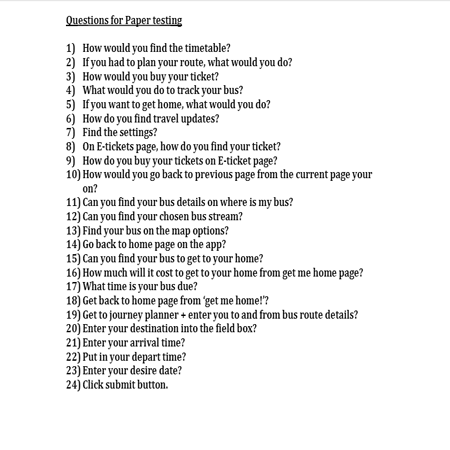 Questions for Paper testing
1) How would you find the timetable?
2) If you had to plan your route, what would you do?
3) How would you buy your ticket?
4) What would you do to track your bus?
5) If you want to get home, what would you do?
6) How do you find travel updates?
7) Find the settings?
8) On E-tickets page, how do you find your ticket?
9) How do you buy your tickets on E-ticket page?
10) How would you go back to previous page from the current page your
on?
11) Can you find your bus details on where is my bus?
12) Can you find your chosen bus stream?
13) Find your bus on the map options?
14) Go back to home page on the app?
15) Can you find your bus to get to your home?
16) How much will it cost to get to your home from get me home page?
17) What time is your bus due?
18) Get back to home page from ‘get me home!’?
19) Get to journey planner + enter you to and from bus route details?
20) Enter your destination into the field box?
21) Enter your arrival time?
22) Put in your depart time?
23) Enter your desire date?
24) Click submit button.